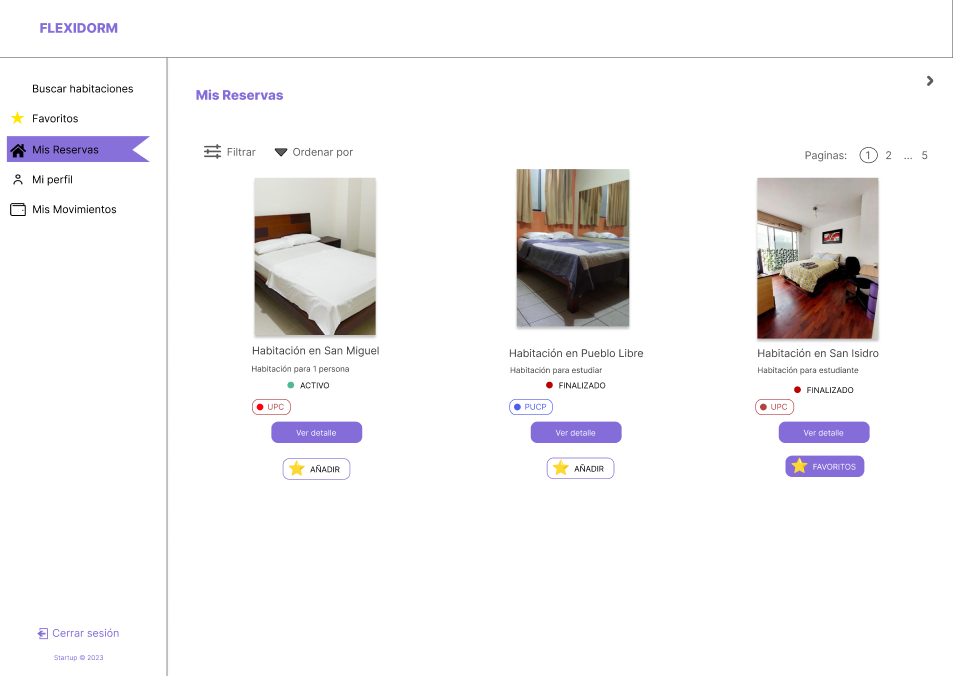 FLEXIDORM
Buscar habitaciones
Favoritos
Mis Reservas
Mi perfil
Mis Movimientos
Cerrar sesión
Startup © 2023
Mis Reservas
Filtrar
Ordenar por
Paginas: 1 2 ... 5
Habitación en San Miguel
Habitación para 1 persona
ACTIVO
UPC
Ver detalle
AÑADIR
Habitación en Pueblo Libre
Habitación para estudiar
FINALIZADO
PUCP
Ver detalle
AÑADIR
Habitación en San Isidro
Habitación para estudiante
FINALIZADO
UPC
Ver detalle
FAVORITOS